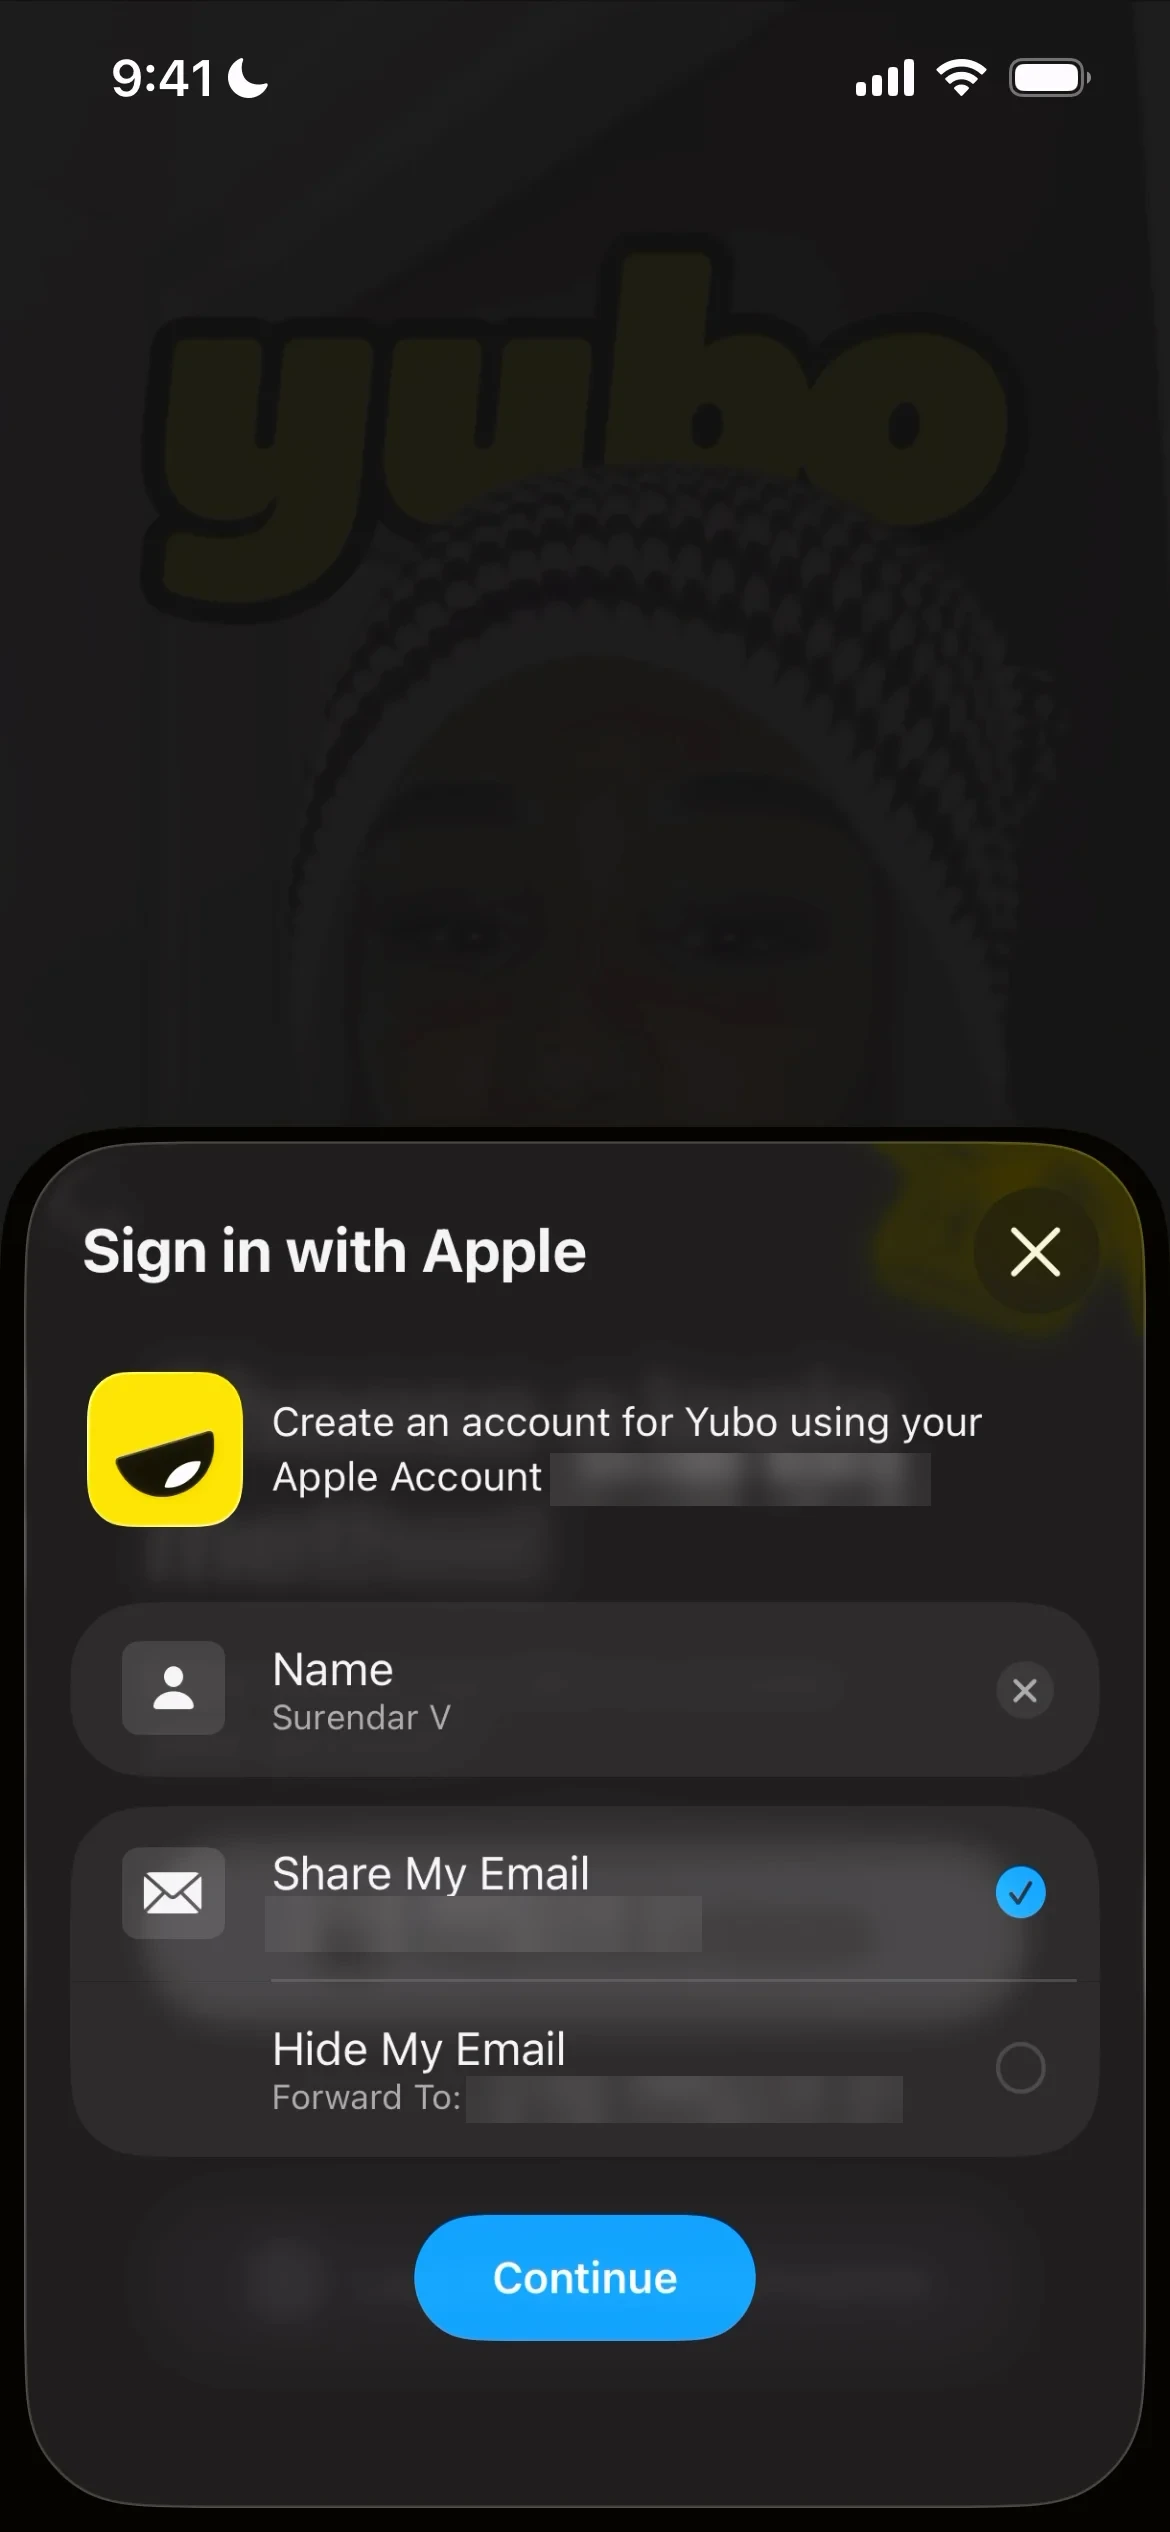 9:41
yubo
Sign in with Apple
Create an account for Yubo using your
Apple Account
Name
Surendar V
Share My Email
Hide My Email
Forward To:
Continue